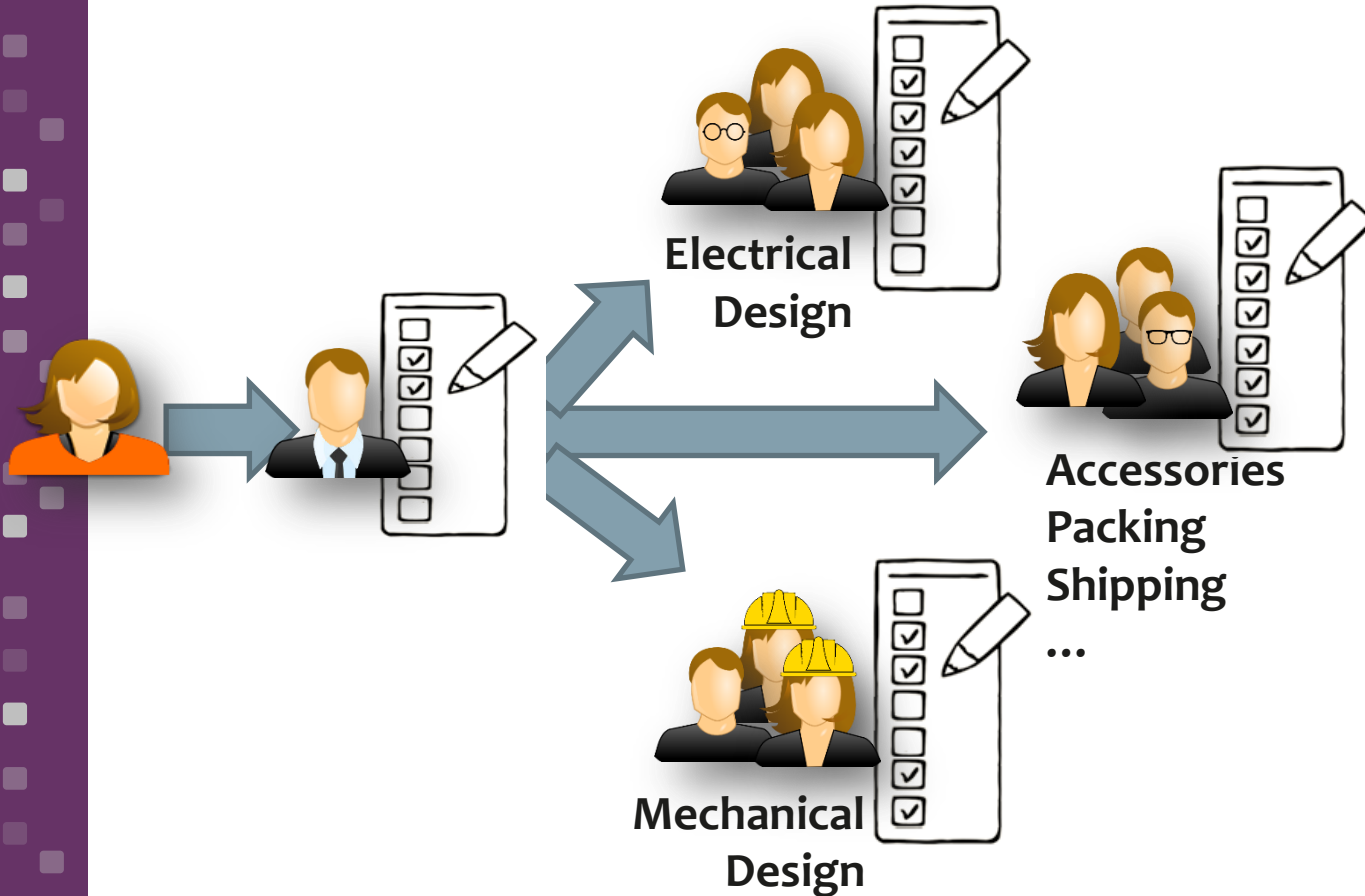 Electrical
Design
Accessories
Packing
Shipping
...
Mechanical
Design